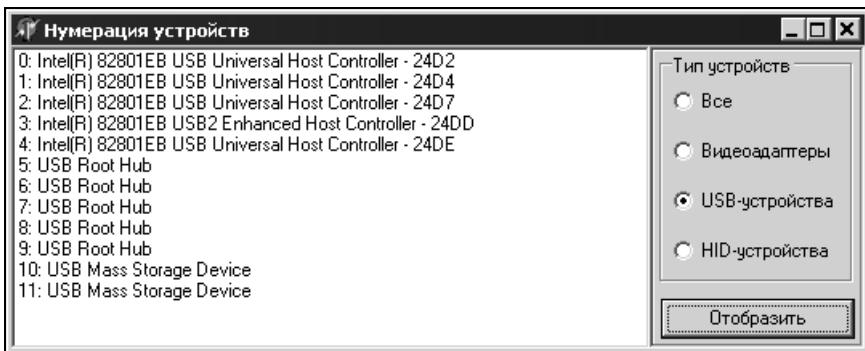 Нумерация устройств
0: Intel(R) 82801EB USB Universal Host Controller - 24D2
1: Intel(R) 82801EB USB Universal Host Controller - 24D4
2: Intel(R) 82801EB USB Universal Host Controller - 24D7
3: Intel(R) 82801EB USB2 Enhanced Host Controller - 24DD
4: Intel(R) 82801EB USB Universal Host Controller - 24DE
5: USB Root Hub
6: USB Root Hub
7: USB Root Hub
8: USB Root Hub
9: USB Root Hub
10: USB Mass Storage Device
11: USB Mass Storage Device
Тип устройств
Все
Видеоадаптеры
USB-устройства
HID-устройства
Отобразить